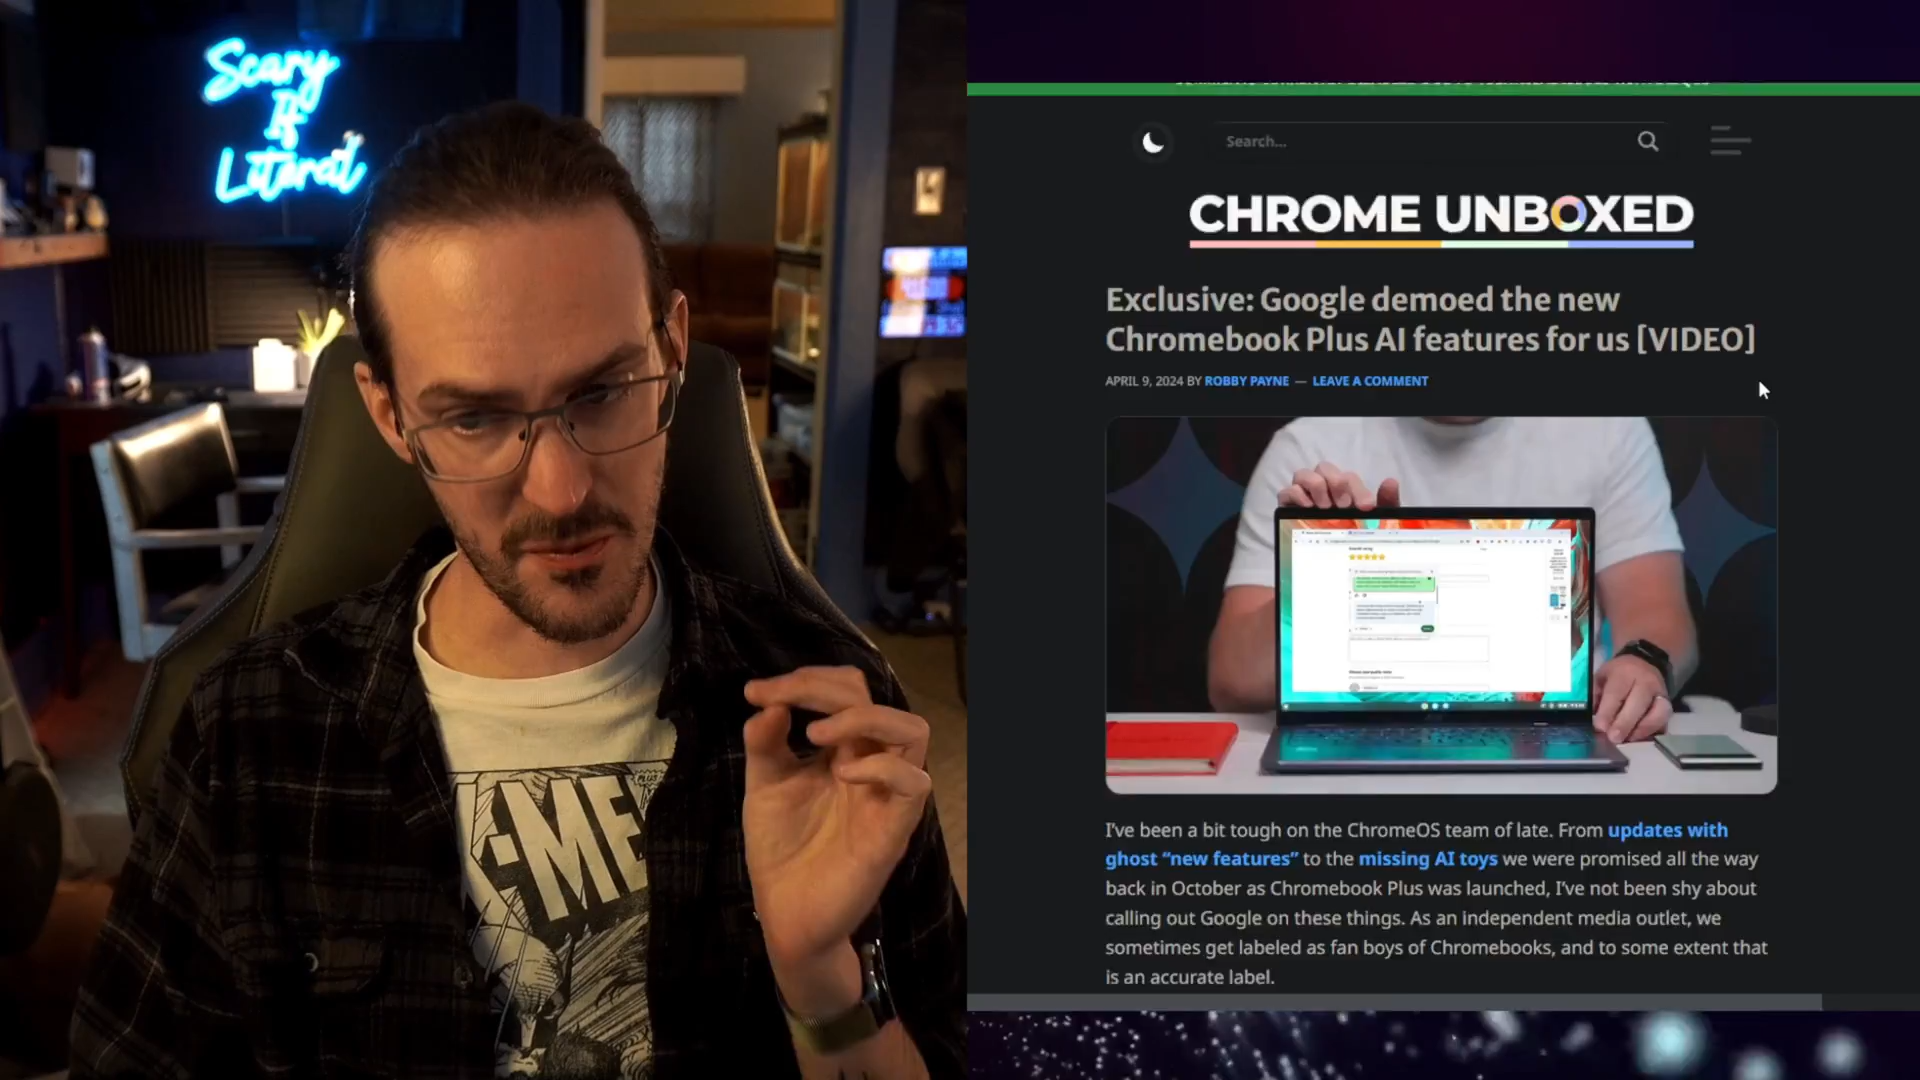 Scary
If
Literal
Search...
CHROME UNBOXED
Exclusive: Google demoed the new
Chromebook Plus AI features for us [VIDEO]
APRIL 9, 2024 BY ROBBY PAYNE — LEAVE A COMMENT
I've been a bit tough on the ChromeOS team of late. From updates with
ghost “new features” to the missing AI toys we were promised all the way
back in October as Chromebook Plus was launched, I've not been shy about
calling out Google on these things. As an independent media outlet, we
sometimes get labeled as fan boys of Chromebooks, and to some extent that
is an accurate label.
PLUS
X-ME